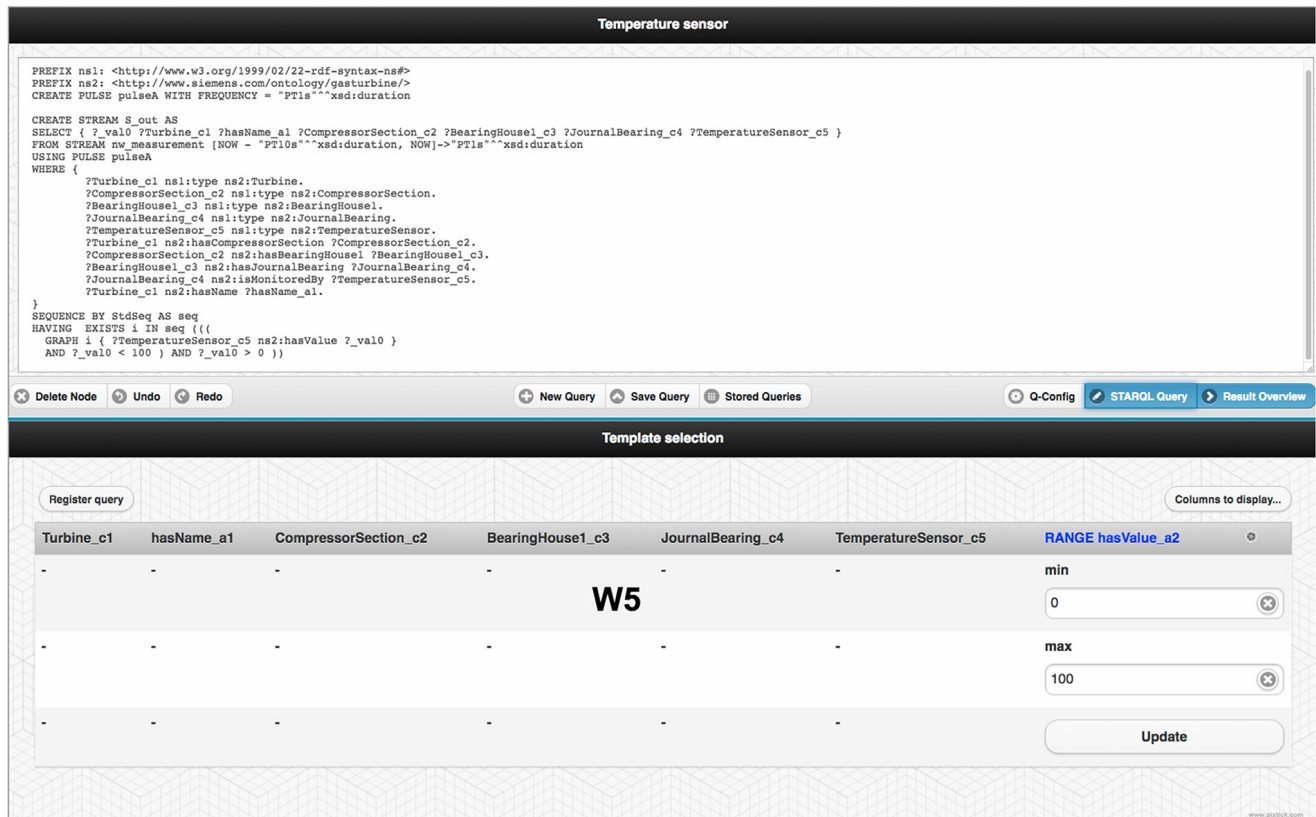 Temperature sensor
PREFIX ns1: <http://www.w3.org/1999/02/22-rdf-syntax-ns#>
PREFIX ns2: <http://www.siemens.com/ontology/gasturbine/>
CREATE PULSE pulseA WITH FREQUENCY = "PT1s"^^xsd:duration
CREATE STREAM S_out AS
SELECT { ?_val0 ?Turbine_c1 ?hasName_a1 ?CompressorSection_c2 ?BearingHouse1_c3 ?JournalBearing_c4 ?TemperatureSensor_c5 }
FROM STREAM nw_measurement [NOW - "PT10s"^^xsd:duration, NOW]->"PT1s"^^xsd:duration
USING PULSE pulseA
WHERE {
?Turbine_c1 ns1:type ns2:Turbine.
?CompressorSection_c2 ns1:type ns2:CompressorSection.
?BearingHouse1_c3 ns1:type ns2:BearingHouse1.
?JournalBearing_c4 ns1:type ns2:JournalBearing.
?TemperatureSensor_c5 ns1:type ns2:TemperatureSensor.
?Turbine_c1 ns2:hasCompressorSection ?CompressorSection_c2.
?CompressorSection_c2 ns2:hasBearingHouse1 ?BearingHouse1_c3.
?BearingHouse1_c3 ns2:hasJournalBearing ?JournalBearing_c4.
?JournalBearing_c4 ns2:isMonitoredBy ?TemperatureSensor_c5.
?Turbine_c1 ns2:hasName ?hasName_a1.
}
SEQUENCE BY StdSeq AS seq
HAVING EXISTS i IN seq (((
GRAPH i { ?TemperatureSensor_c5 ns2:hasValue ?_val0 }
AND ?_val0 < 100 ) AND ?_val0 > 0 ))
Delete Node Undo Redo New Query Save Query Stored Queries Q-Config STARQL Query Result Overview
Template selection
Register query Columns to display...
Turbine_c1 hasName_a1 CompressorSection_c2 BearingHouse1_c3 JournalBearing_c4 TemperatureSensor_c5 RANGE hasValue_a2
- - - - - - min
W5 0
- - - - - - max
100
- - - - - - Update
www.pixtick.com